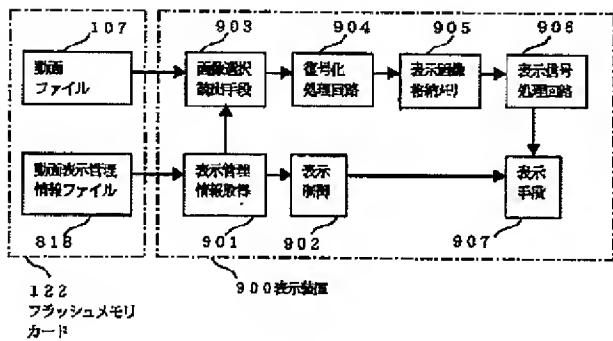 107
903
904
905
906
動画
ファイル
画像選択
読出手段
復号化
処理回路
表示画像
格納メモリ
表示信号
処理回路
動画表示管理
情報ファイル
表示管理
情報取得
表示
制御
表示
手段
818
901
902
907
122
フラッシュメモリ
カード
900表示装置